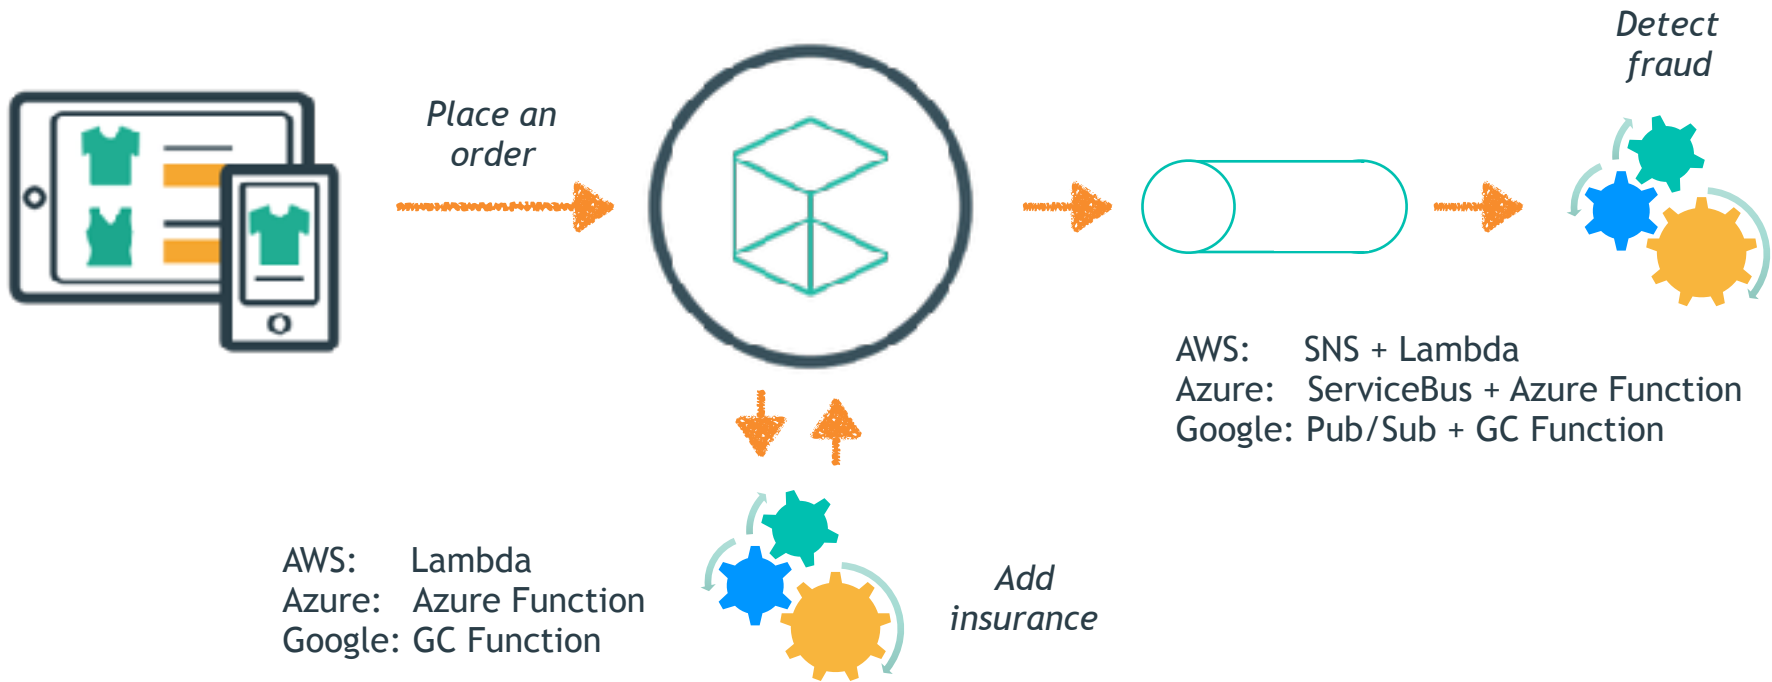 Detect
fraud
Place an
order
AWS: SNS + Lambda
Azure: ServiceBus + Azure Function
Google: Pub/Sub + GC Function
AWS: Lambda
Azure: Azure Function
Google: GC Function
Add
insurance